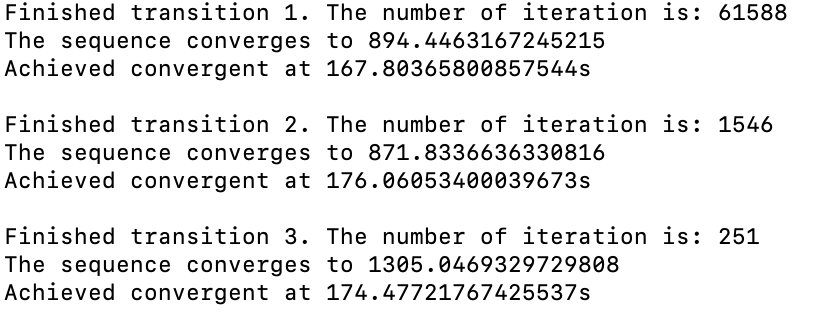 Finished transition 1. The number of iteration is: 61588
The sequence converges to 894.4463167245215
Achieved convergent at 167.80365800857544s
Finished transition 2. The number of iteration is: 1546
The sequence converges to 871.8336636330816
Achieved convergent at 176.06053400039673s
Finished transition 3. The number of iteration is: 251
The sequence converges to 1305.0469329729808
Achieved convergent at 174.47721767425537s